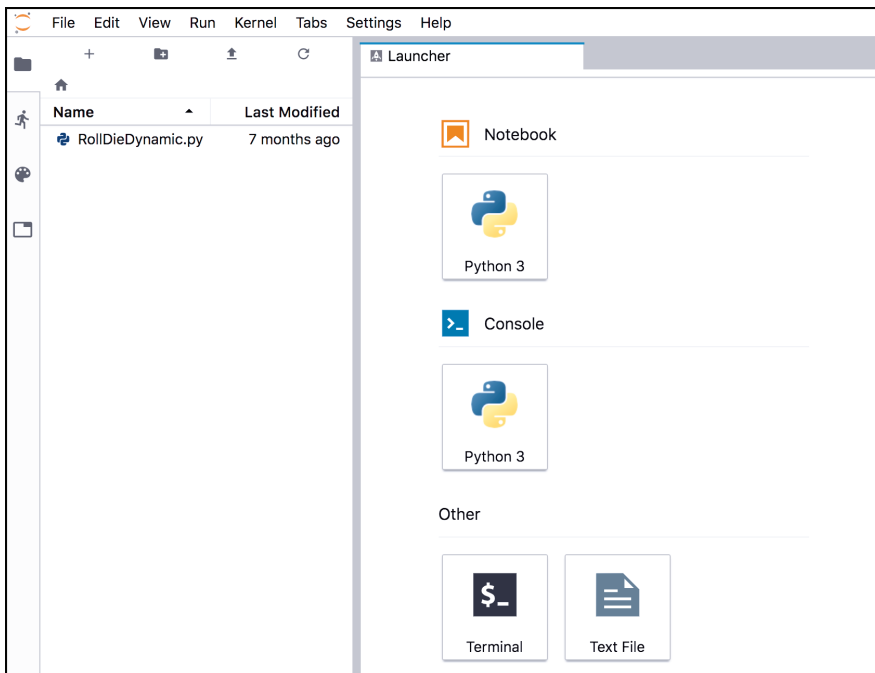 File Edit View Run Kernel Tabs Settings Help
Launcher
Name Last Modified
RollDieDynamic.py 7 months ago
Notebook
Python 3
Console
Python 3
Other
$_
Terminal Text File